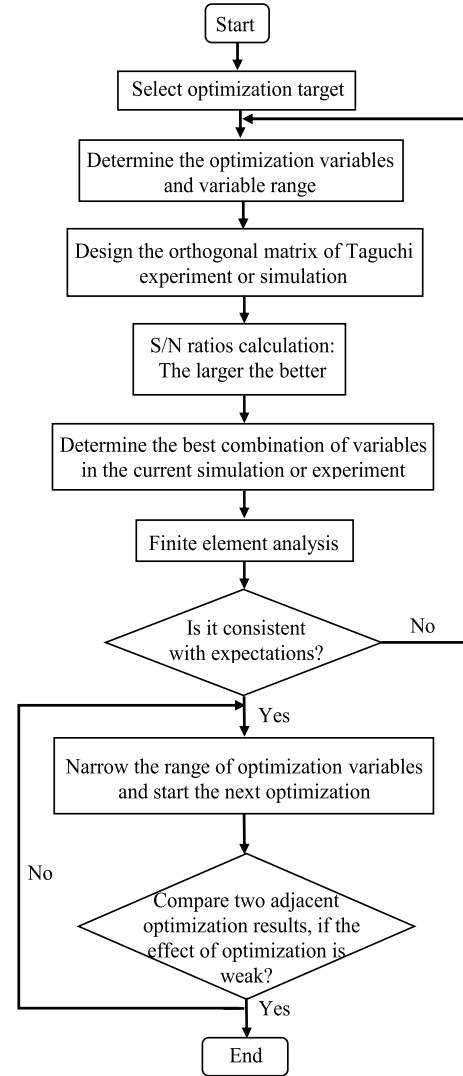 Start
Select optimization target
Determine the optimization variables
and variable range
Design the orthogonal matrix of Taguchi
experiment or simulation
S/N ratios calculation:
The larger the better
Determine the best combination of variables
in the current simulation or experiment
Finite element analysis
Is it consistent
with expectations?
No
Yes
Narrow the range of optimization variables
and start the next optimization
No
Compare two adjacent
optimization results, if the
effect of optimization is
weak?
Yes
End